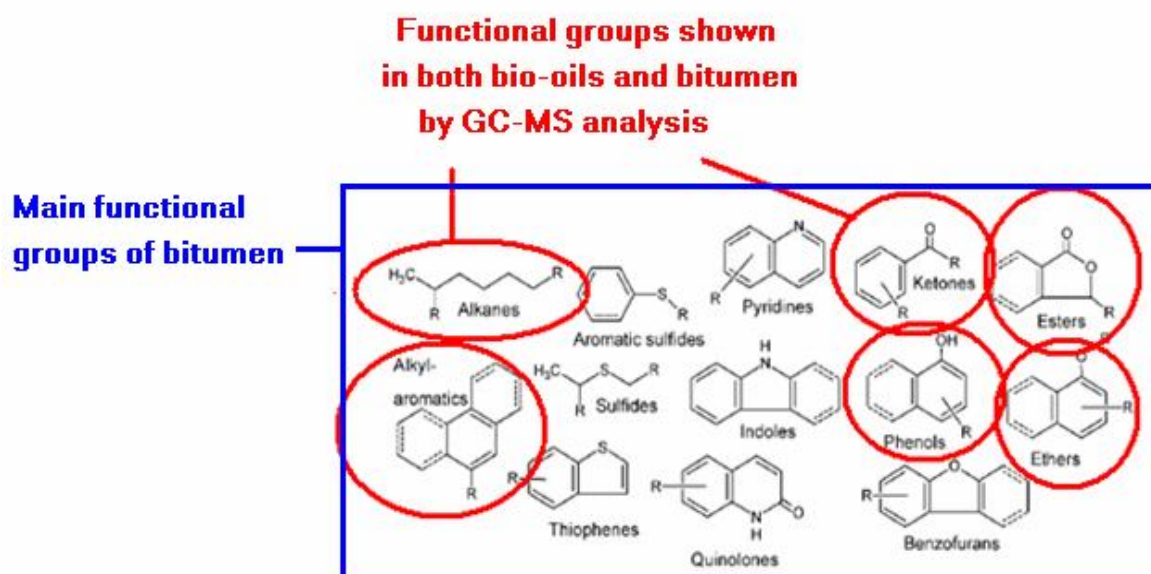 Functional groups shown
in both bio-oils and bitumen
by GC-MS analysis
Main functional
groups of bitumen
H₃C
R
R
Alkanes
S
R
Aromatic sulfides
N
R
Pyridines
O
R
R
Ketones
O
O
R
Esters
Alkyl-
aromatics
R
H₃C
S
R
R
Sulfides
H
N
Indoles
OH
R
Phenols
O
R
R
Ethers
S
R
Thiophenes
R
N
H
O
Quinolones
O
R
Benzofurans